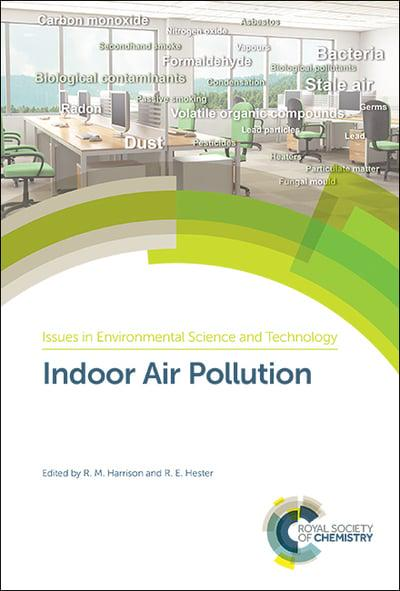 Carbon monoxide
Asbestos
Nitrogen oxide
Secondhand smoke
Vapours
Bacteria
Formaldehyde
Biological pollutants
Biological contaminants
Condensation
Stale air
Passive smoking
Germs
Radon
Volatile organic compounds
Lead particles
Lead
Dust
Pesticides
Heaters
Particulate matter
Fungal mould
Issues in Environmental Science and Technology
Indoor Air Pollution
Edited by R. M. Harrison and R. E. Hester
ROYAL SOCIETY
OF CHEMISTRY